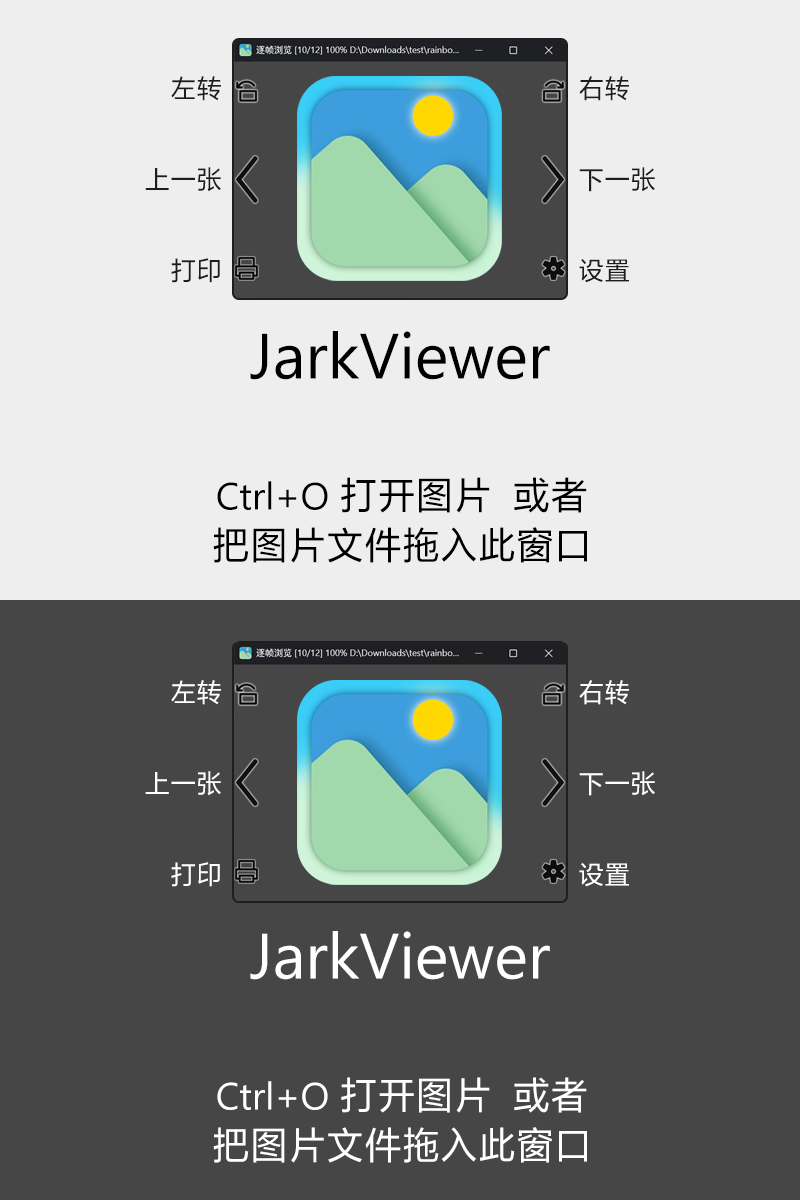 逐帧浏览 [10/12] 100% D:\Downloads\test\rainbo...
左转
右转
上一张
下一张
打印
设置
JarkViewer
Ctrl+O 打开图片 或者
把图片文件拖入此窗口
逐帧浏览 [10/12] 100% D:\Downloads\test\rainbo...
左转
右转
上一张
下一张
打印
设置
JarkViewer
Ctrl+O 打开图片 或者
把图片文件拖入此窗口